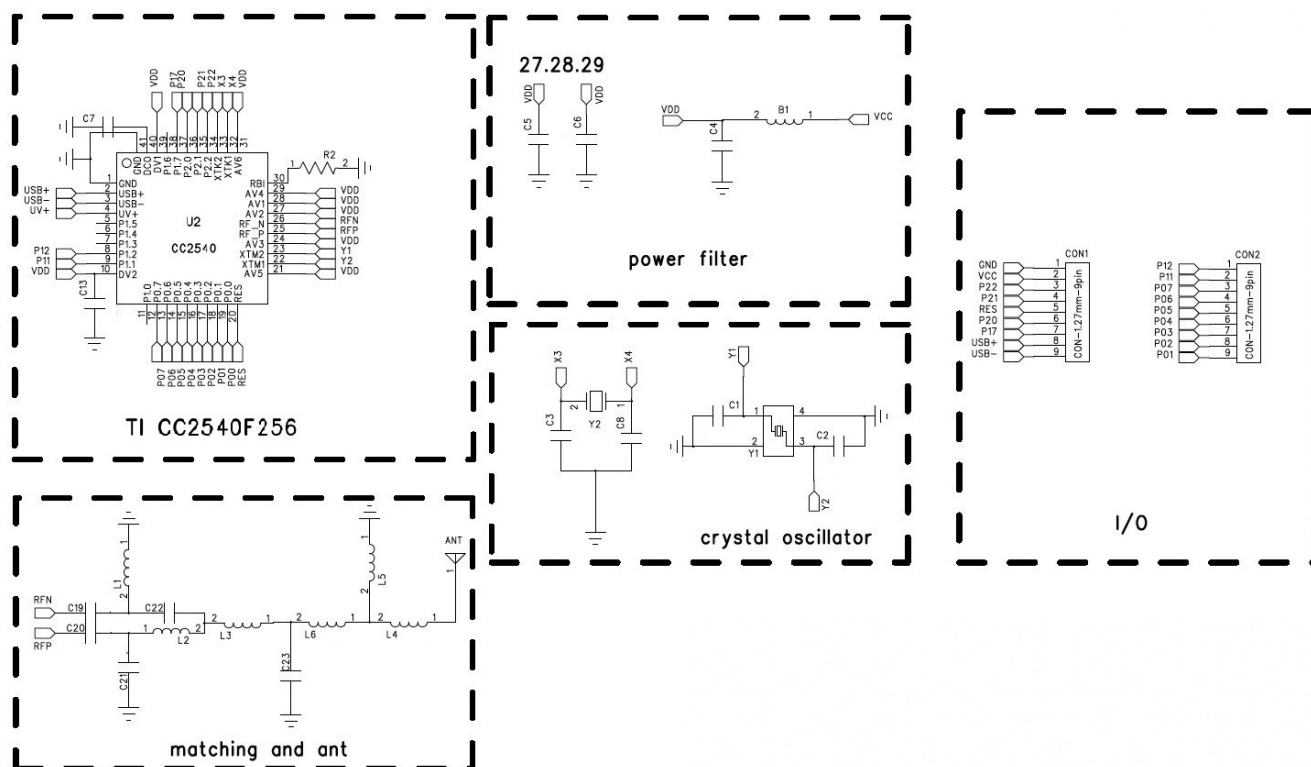 C7
VDD
P17
P20
P21
P22
X3
X4
VDD
41
40
39
38
37
36
35
34
33
32
31
GND
DCO
DV1
P1.6
P1.7
P2.0
P2.1
P2.2
XTK2
XTK1
AV6
R2
1
2
USB+
USB-
UV+
P12
P11
VDD
1
2
3
4
5
6
7
8
9
10
GND
USB+
USB-
UV+
P1.5
P1.4
P1.3
P1.2
P1.1
DV2
U2
CC2540
RBI
AV4
AV1
AV2
RF_N
RF_P
AV3
XTM2
XTM1
AV5
30
29
28
27
26
25
24
23
22
21
VDD
VDD
VDD
RFN
RFP
VDD
Y1
Y2
VDD
C13
P1.0
P0.7
P0.6
P0.5
P0.4
P0.3
P0.2
P0.1
P0.0
RES
11
12
13
14
15
16
17
18
19
20
P07
P06
P05
P04
P03
P02
P01
P00
RES
TI CC2540F256
27.28.29
VDD
VDD
C5
C6
VDD
C4
2
B1
1
VCC
power filter
X3
X4
C3
2
Y2
1
C8
Y1
C1
1
4
2
3
Y1
C2
Y2
crystal oscillator
GND
VCC
P22
P21
RES
P20
P17
USB+
USB-
1
2
3
4
5
6
7
8
9
CON1
CON-1.27mm-9pin
P12
P11
P07
P06
P05
P04
P03
P02
P01
1
2
3
4
5
6
7
8
9
CON2
CON-1.27mm-9pin
I/O
1
L1
2
1
L5
2
ANT
1
RFN
C19
C22
C20
RFP
1
L2
2
2
L3
1
2
L6
1
2
L4
1
C21
C23
matching and ant